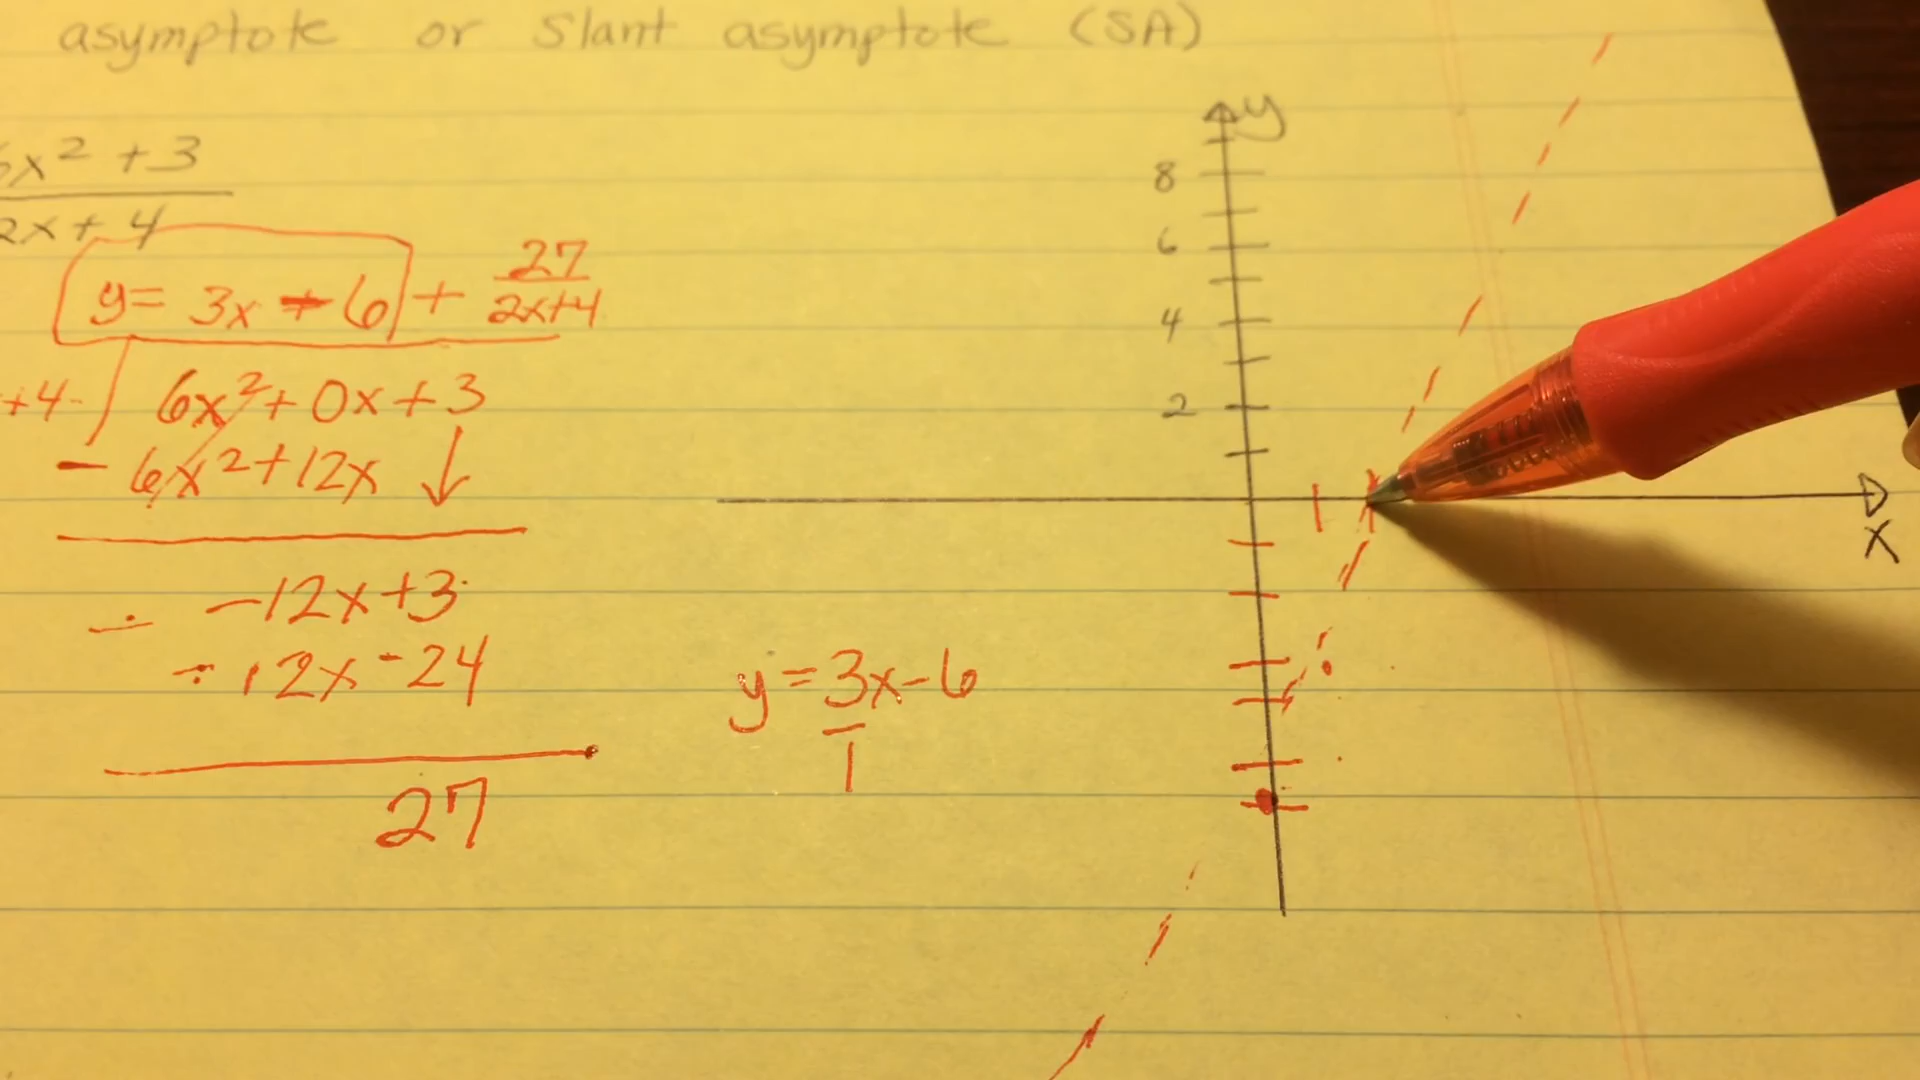 asymptote or Slant asymptote (SA)
6x² + 3
2x + 4
y = 3x - 6 + 27
2x+4
+4 6x² + 0x + 3
- 6x² + 12x ↓
-12x + 3
12x - 24
27
y = 3x - 6
1
y
8
6
4
2
x